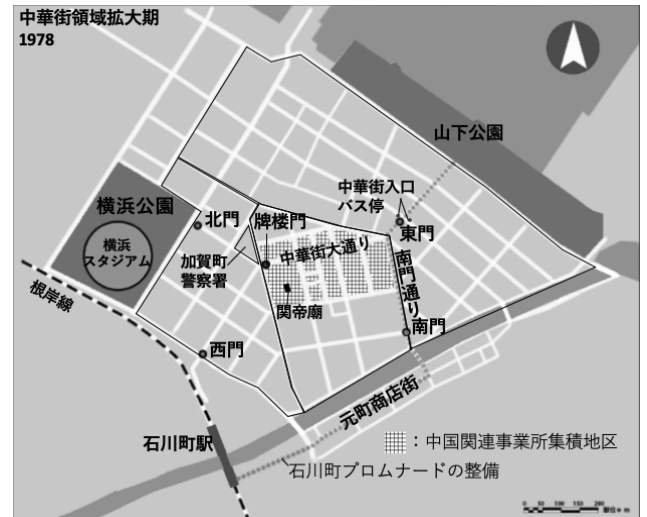 中華街領域拡大期
1978
山下公園
横浜公園
横浜
スタジアム
北門
牌楼門
中華街入口
バス停
東門
加賀町
警察署
中華街大通り
南門通り
関帝廟
根岸線
南門
西門
元町商店街
石川町駅
：中国関連事業所集積地区
石川町プロムナードの整備
0 50 100 150 200